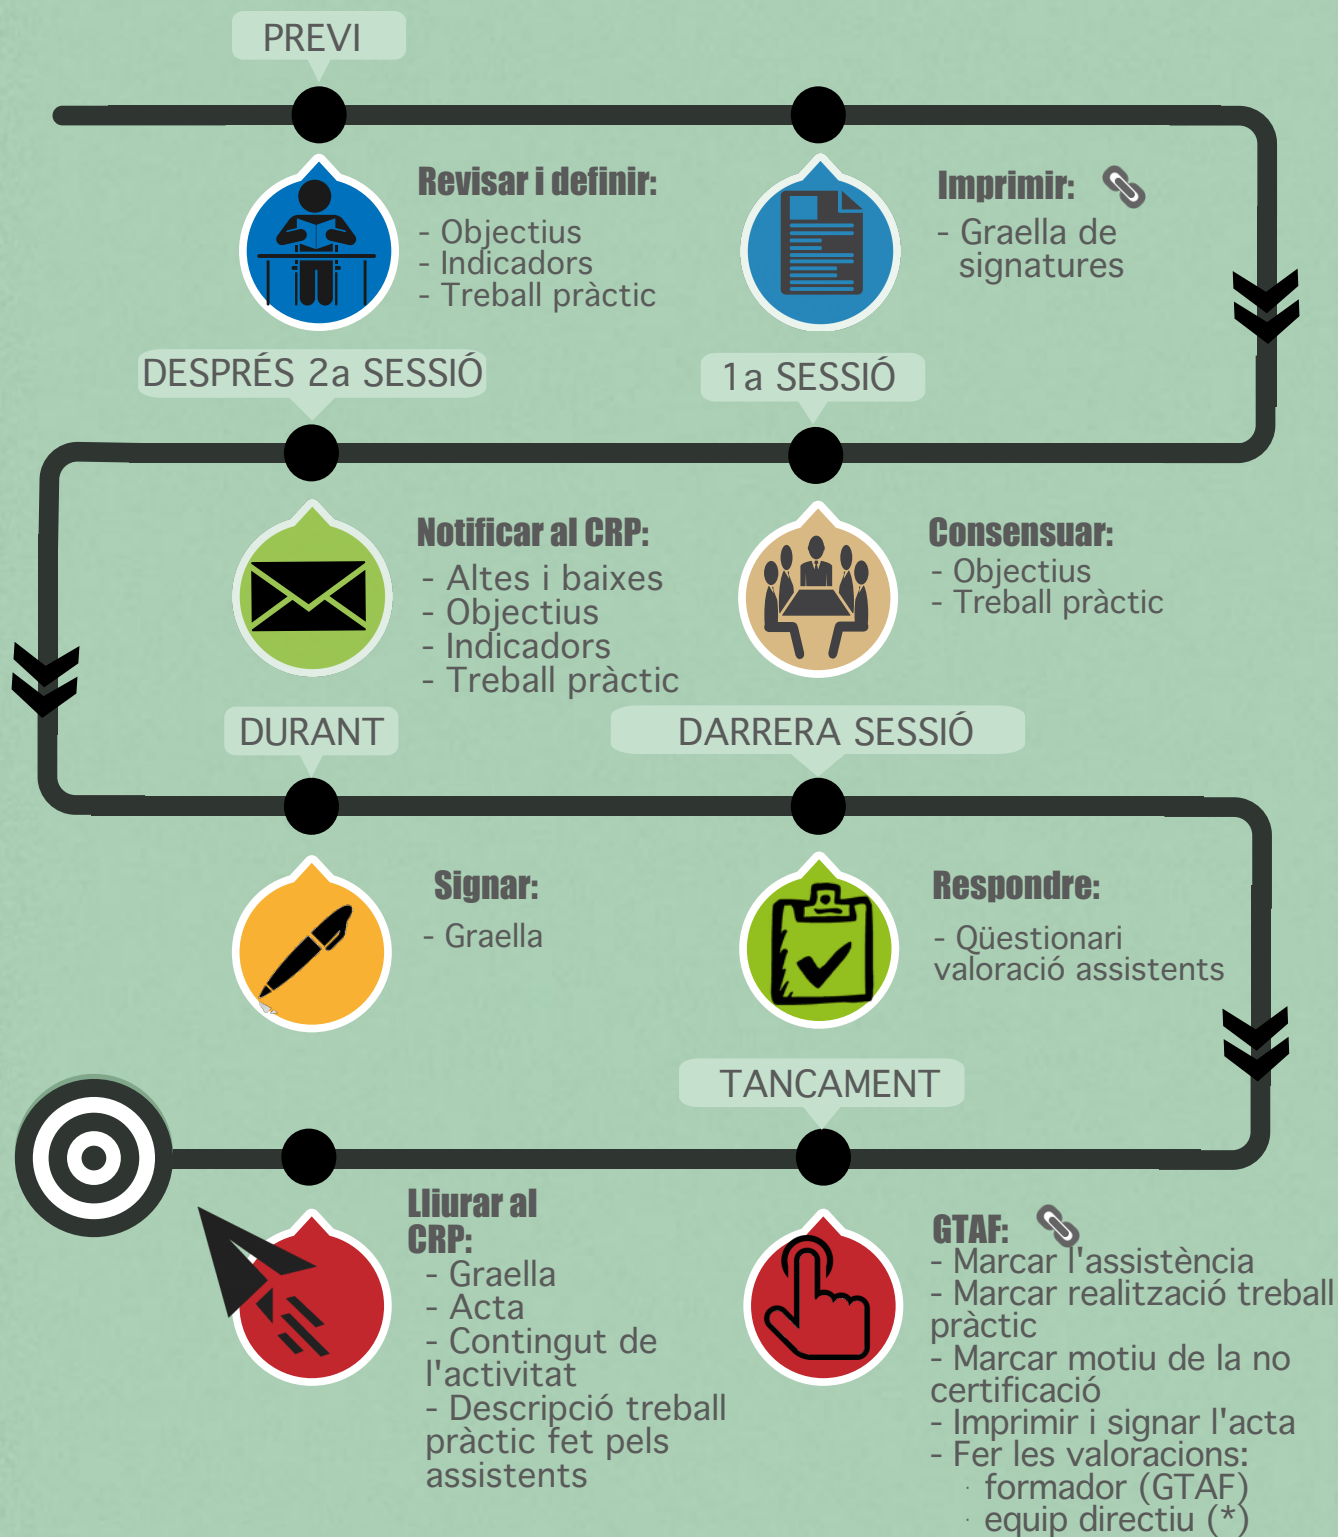 PREVI
Revisar i definir:
- Objectius
- Indicadors
- Treball pràctic
Imprimir:
- Graella de
signatures
1a SESSIÓ
Consensuar:
- Objectius
- Treball pràctic
DESPRÉS 2a SESSIÓ
Notificar al CRP:
- Altes i baixes
- Objectius
- Indicadors
- Treball pràctic
DURANT
Signar:
- Graella
DARRERA SESSIÓ
Respondre:
- Qüestionari
valoració assistents
TANCAMENT
GTAF:
- Marcar l'assistència
- Marcar realització treball
pràctic
- Marcar motiu de la no
certificació
- Imprimir i signar l'acta
- Fer les valoracions:
· formador (GTAF)
· equip directiu (*)
Lliurar al
CRP:
- Graella
- Acta
- Contingut de
l'activitat
- Descripció treball
pràctic fet pels
assistents